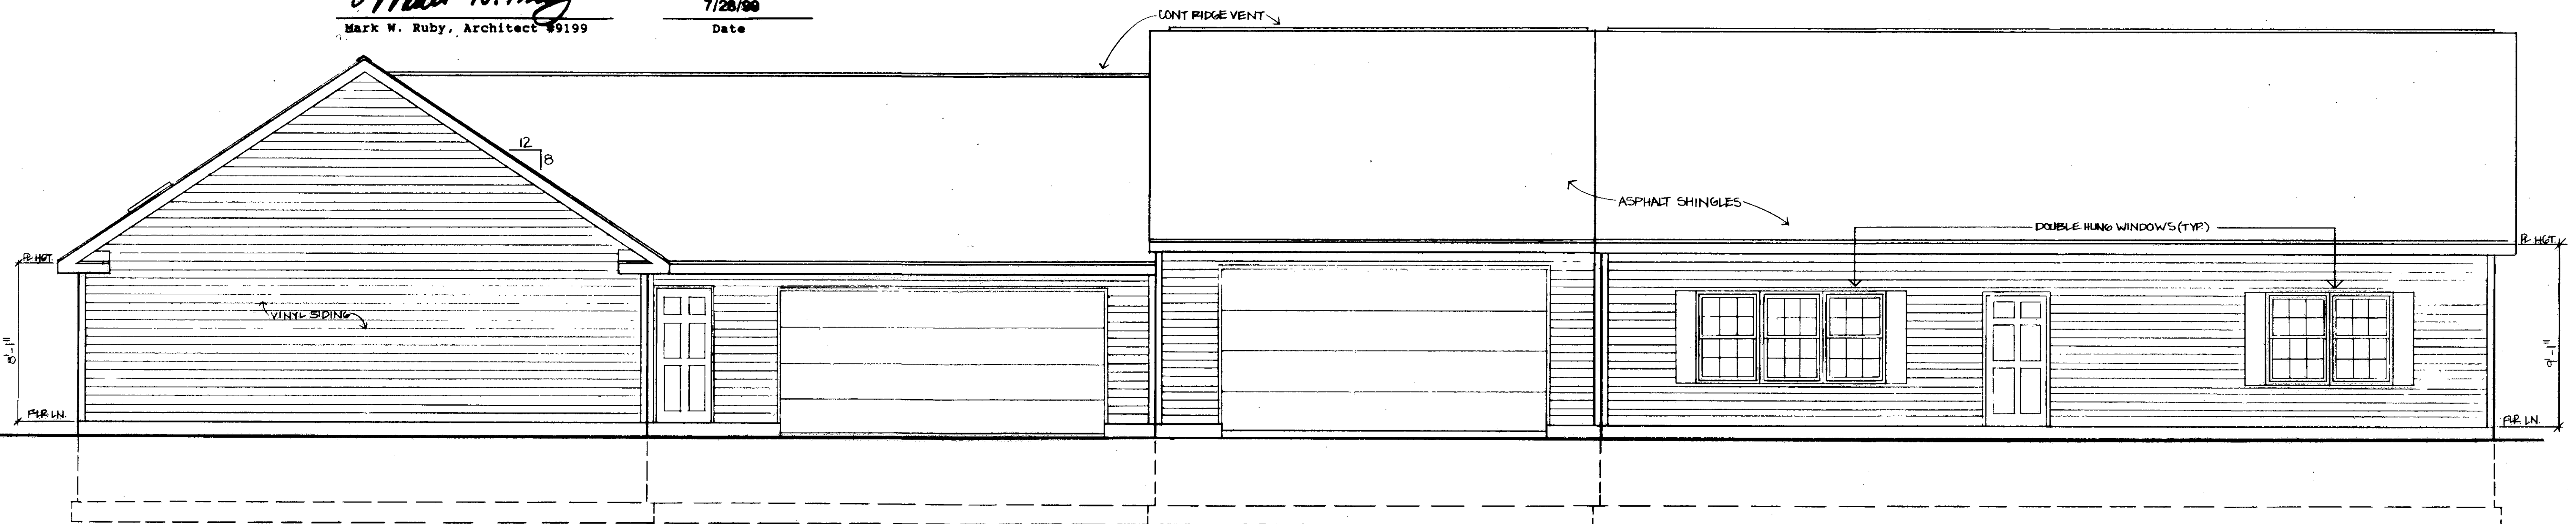 7/28/99
Mark W. Ruby, Architect #9199
Date
CONT RIDGE VENT
12
8
ASPHALT SHINGLES
DOUBLE HUNG WINDOWS (TYP.)
PL HGT.
PL HGT.
VINYL SIDING
8'-1"
9'-1"
FLR. LN.
FLR. LN.